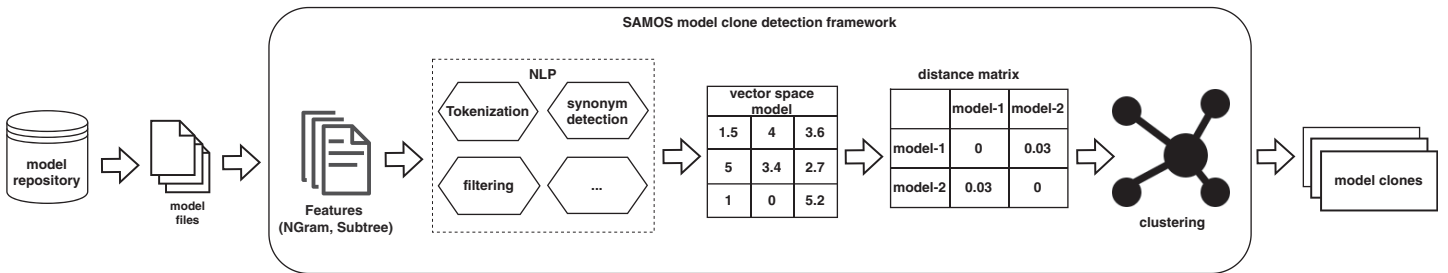 SAMOS model clone detection framework
model
repository
model
files
Features
(NGram, Subtree)
NLP
Tokenization
synonym
detection
filtering
...
vector space
model
1.5 4 3.6
5 3.4 2.7
1 0 5.2
distance matrix
model-1 model-2
model-1 0 0.03
model-2 0.03 0
clustering
model clones